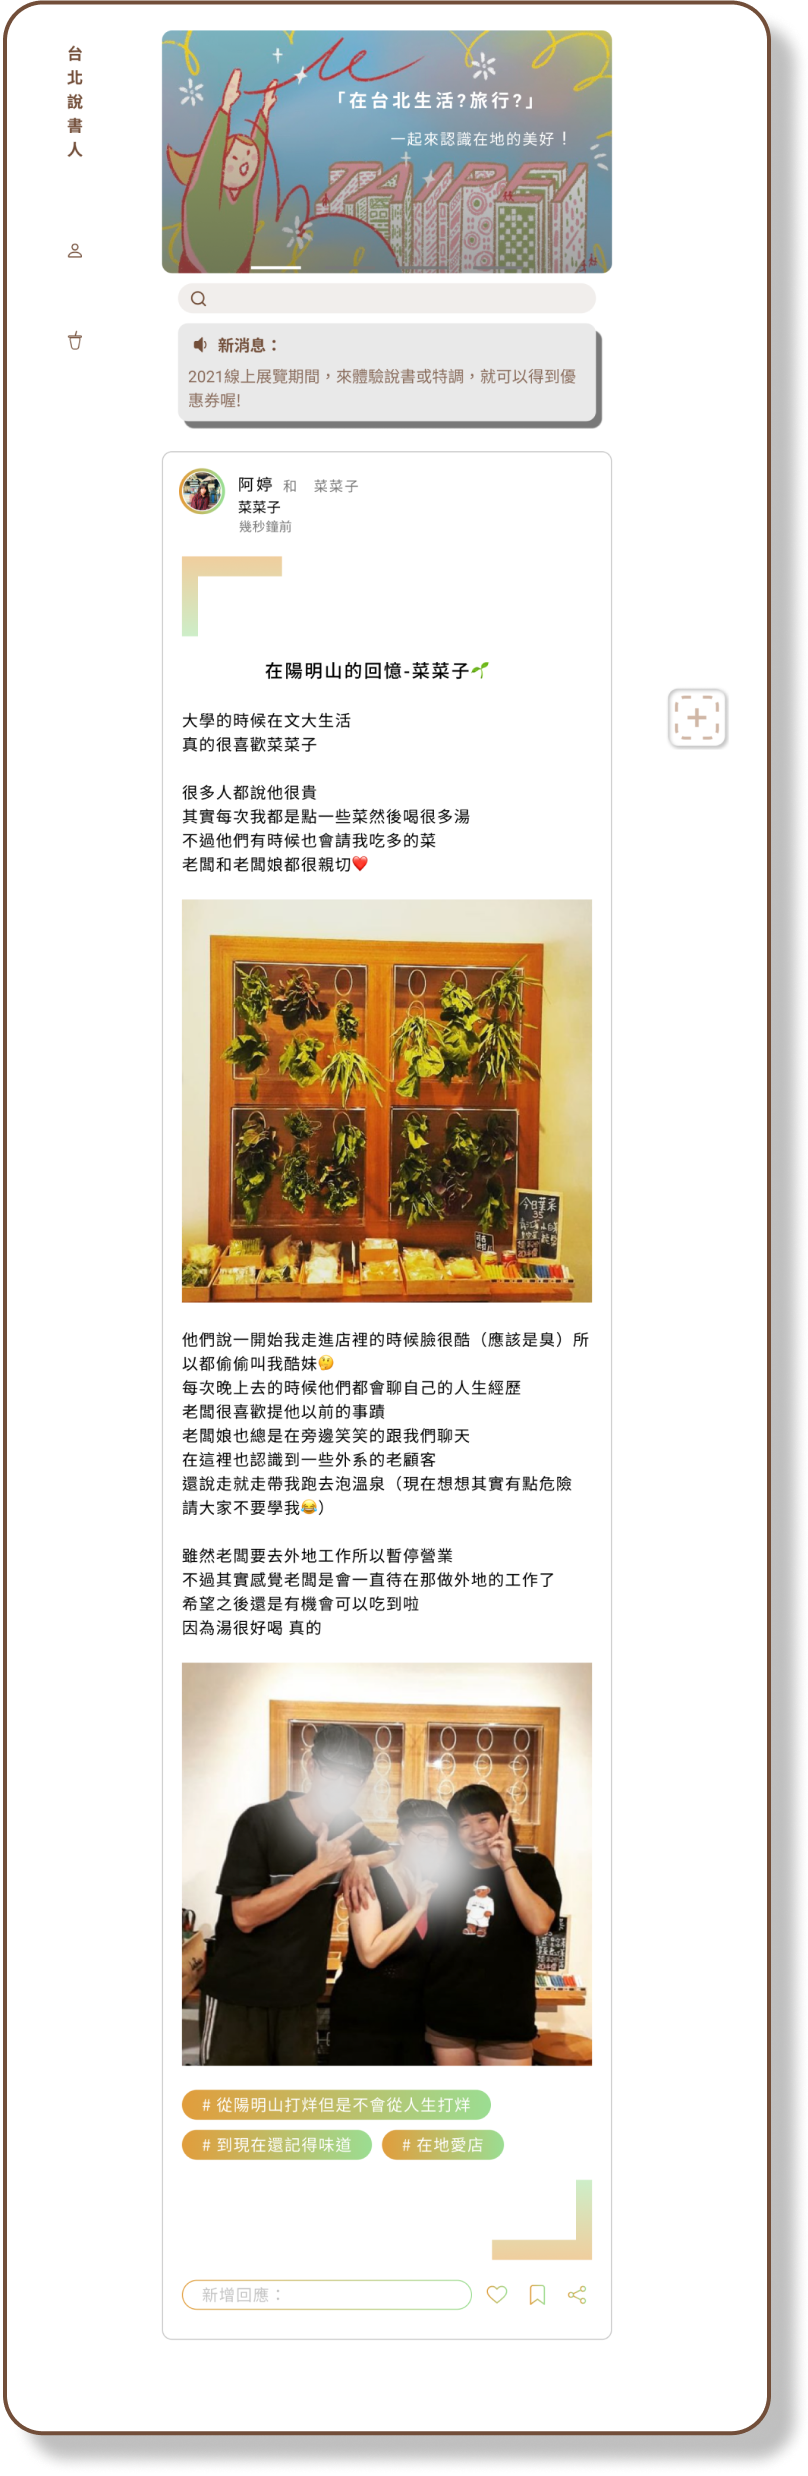 台北說書人
「在台北生活?旅行?」
一起來認識在地的美好！
TAIPEI
新消息：
2021線上展覽期間，來體驗說書或特調，就可以得到優
惠券喔!
阿婷 和 菜菜子
菜菜子
幾秒鐘前
在陽明山的回憶-菜菜子🌱
大學的時候在文大生活
真的很喜歡菜菜子
很多人都說他很貴
其實每次我都是點一些菜然後喝很多湯
不過他們有時候也會請我吃多的菜
老闆和老闆娘都很親切❤️
今日葉菜
35
他們說一開始我走進店裡的時候臉很酷（應該是臭）所
以都偷偷叫我酷妹🤔
每次晚上去的時候他們都會聊自己的人生經歷
老闆很喜歡提他以前的事蹟
老闆娘也總是在旁邊笑笑的跟我們聊天
在這裡也認識到一些外系的老顧客
還說走就走帶我跑去泡溫泉（現在想想其實有點危險
請大家不要學我😂）
雖然老闆要去外地工作所以暫停營業
不過其實感覺老闆是會一直待在那做外地的工作了
希望之後還是有機會可以吃到啦
因為湯很好喝 真的
# 從陽明山打烊但是不會從人生打烊
# 到現在還記得味道 # 在地愛店
新增回應：